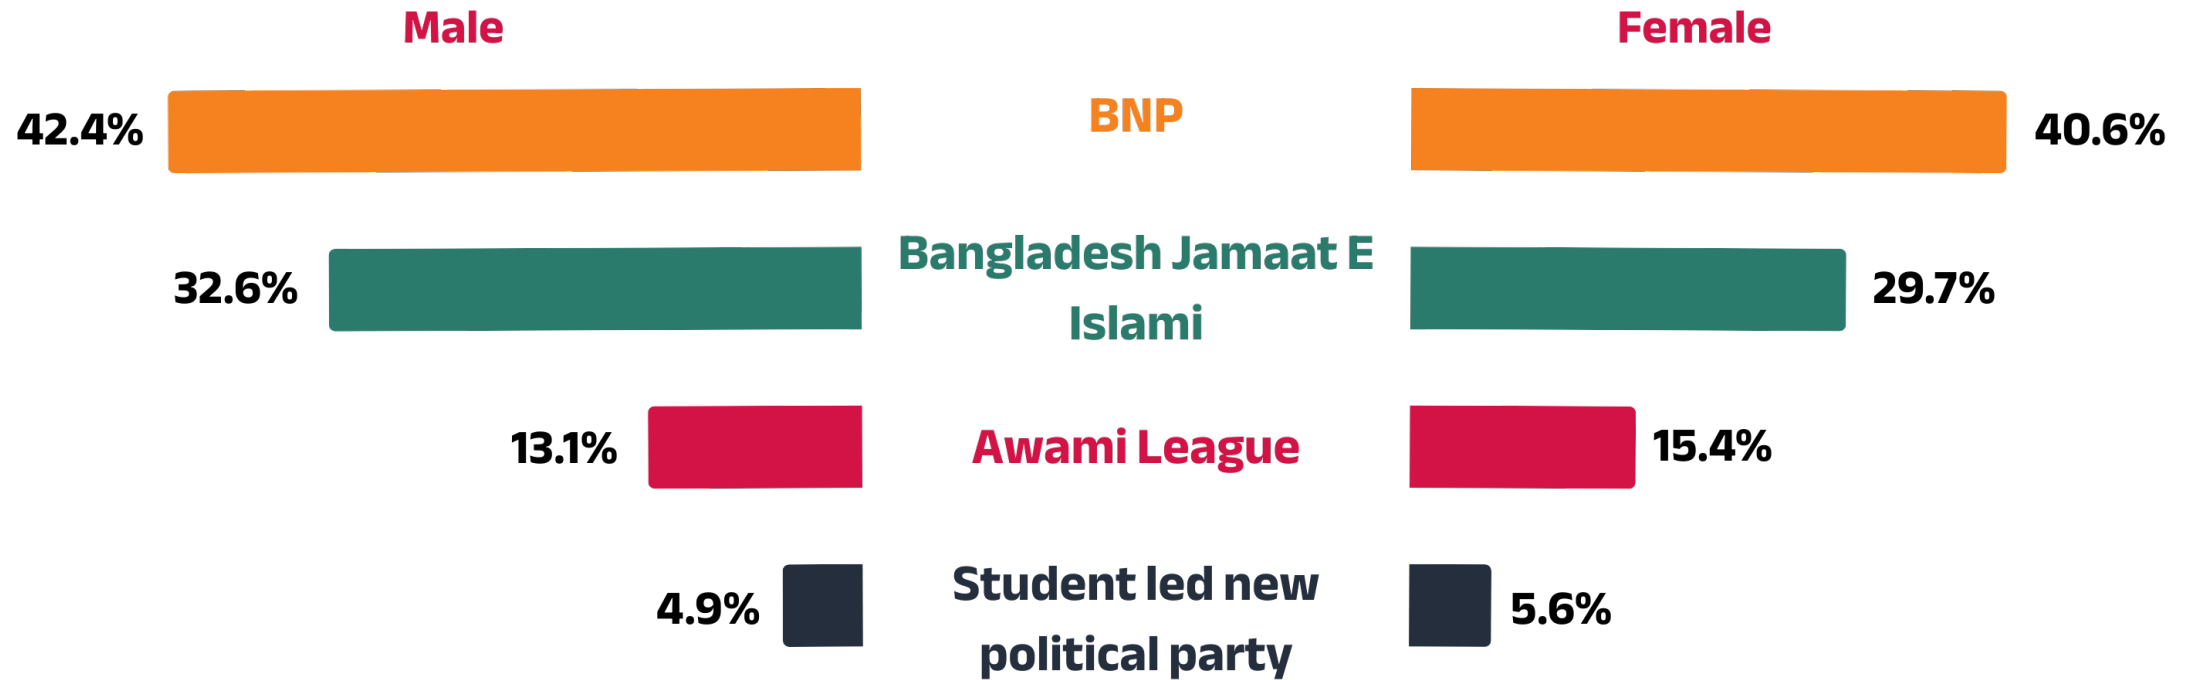 Male
Female
42.4%
BNP
40.6%
Bangladesh Jamaat E
Islami
32.6%
29.7%
13.1%
Awami League
15.4%
Student led new
political party
4.9%
5.6%